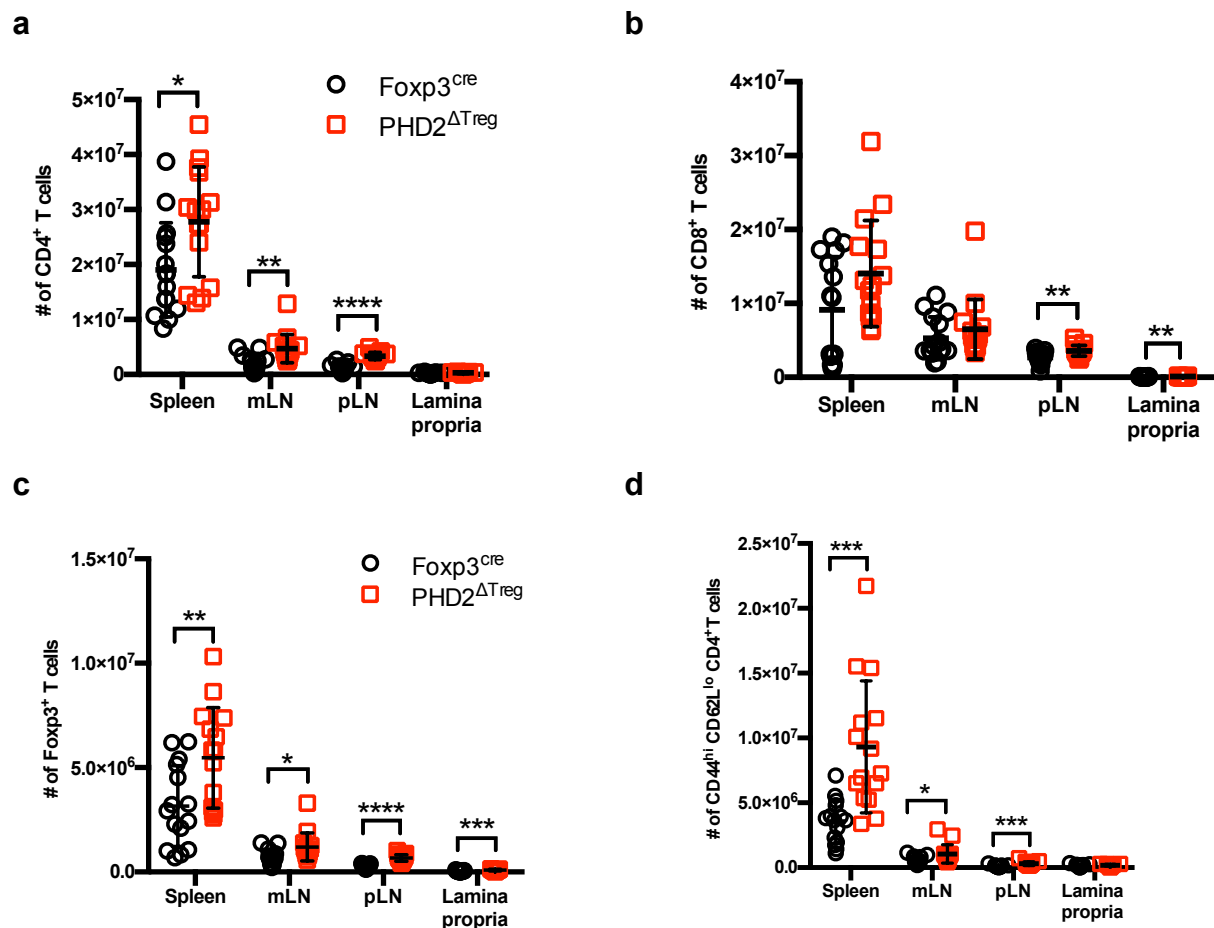 a
# of CD4⁺ T cells
5×10⁷
4×10⁷
3×10⁷
2×10⁷
1×10⁷
0
*
**
****
Foxp3ᶜʳᵉ
PHD2ᐃTreg
Spleen
mLN
pLN
Lamina
propria
b
# of CD8⁺ T cells
4×10⁷
3×10⁷
2×10⁷
1×10⁷
0
**
**
Spleen
mLN
pLN
Lamina
propria
c
# of Foxp3⁺ T cells
1.5×10⁷
1.0×10⁷
5.0×10⁶
0.0
**
*
****
***
Foxp3ᶜʳᵉ
PHD2ᐃTreg
Spleen
mLN
pLN
Lamina
propria
d
# of CD44ʰⁱ CD62Lˡᵒ CD4⁺T cells
2.5×10⁷
2.0×10⁷
1.5×10⁷
1.0×10⁷
5.0×10⁶
0.0
***
*
***
Spleen
mLN
pLN
Lamina
propria